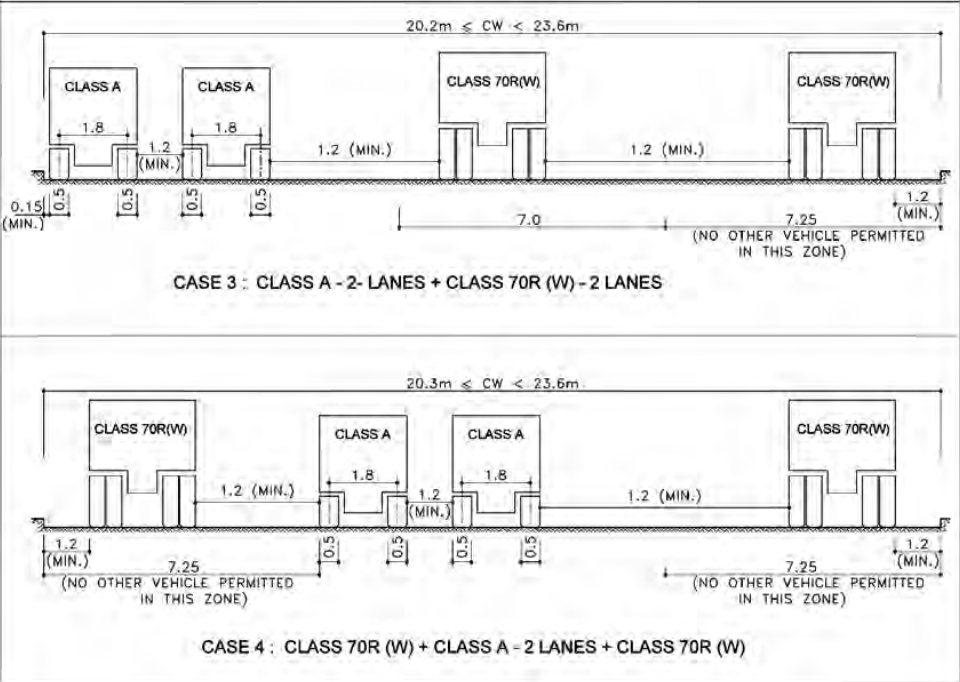 20.2m ≤ CW < 23.6m
CLASS A
CLASS A
CLASS 70R(W)
CLASS 70R(W)
1.8
1.8
1.2
(MIN.)
1.2 (MIN.)
1.2 (MIN.)
0.15
(MIN.)
0.5
0.5
0.5
0.5
1.2
(MIN.)
7.0
7.25
(NO OTHER VEHICLE PERMITTED
IN THIS ZONE)
CASE 3 : CLASS A - 2- LANES + CLASS 70R (W) - 2 LANES
20.3m ≤ CW < 23.6m
CLASS 70R(W)
CLASS A
CLASS A
CLASS 70R(W)
1.8
1.8
1.2 (MIN.)
1.2
(MIN.)
1.2 (MIN.)
1.2
(MIN.)
0.5
0.5
0.5
0.5
1.2
(MIN.)
7.25
(NO OTHER VEHICLE PERMITTED
IN THIS ZONE)
7.25
(NO OTHER VEHICLE PERMITTED
IN THIS ZONE)
CASE 4 : CLASS 70R (W) + CLASS A - 2 LANES + CLASS 70R (W)